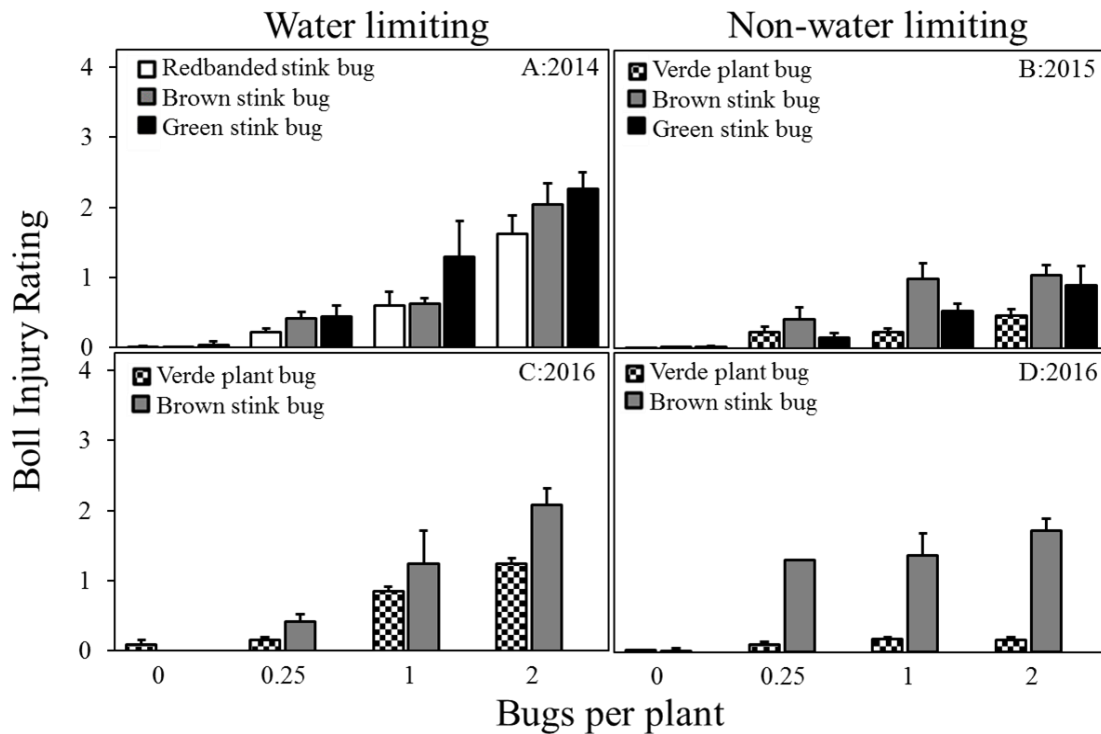 Water limiting
Non-water limiting
Boll Injury Rating
4
3
2
1
0
Redbanded stink bug
Brown stink bug
Green stink bug
A:2014
Verde plant bug
Brown stink bug
Green stink bug
B:2015
4
3
2
1
0
Verde plant bug
Brown stink bug
C:2016
Verde plant bug
Brown stink bug
D:2016
0 0.25 1 2
0 0.25 1 2
Bugs per plant